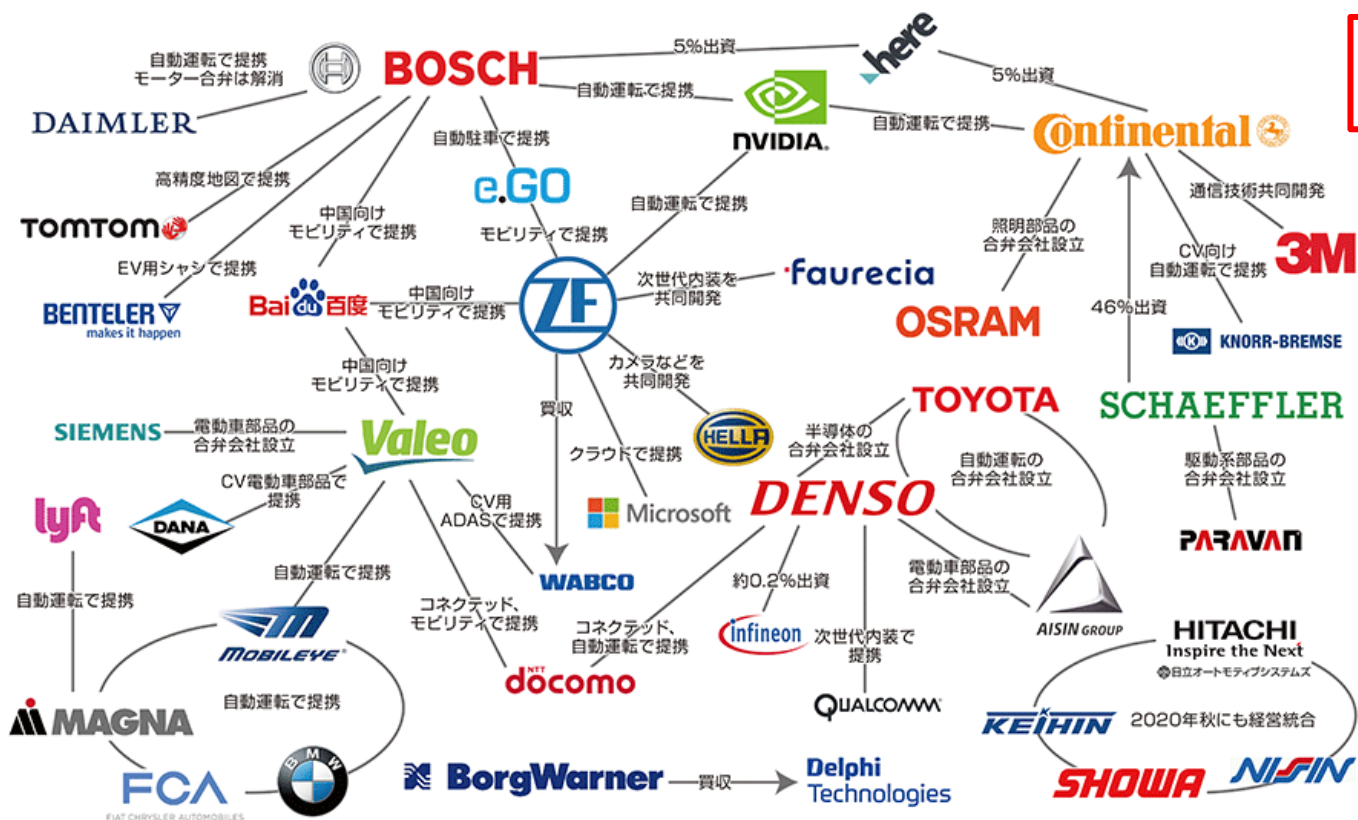 自動運転で提携
モーター合弁は解消
BOSCH
5%出資
here
5%出資
DAIMLER
自動運転で提携
nVIDIA.
自動運転で提携
Continental
自動駐車で提携
高精度地図で提携
e.GO
自動運転で提携
通信技術共同開発
TOMTOM
中国向け
モビリティで提携
モビリティで提携
照明部品の
合弁会社設立
CV向け
自動運転で提携
3M
EV用シャシで提携
BENTELER
makes it happen
Bai du 百度
中国向け
モビリティで提携
ZF
次世代内装を
共同開発
faurecia
OSRAM
46%出資
KNORR-BREMSE
中国向け
モビリティで提携
カメラなどを
共同開発
買収
TOYOTA
SCHAEFFLER
SIEMENS
電動車部品の
合弁会社設立
Valeo
HELLA
半導体の
合弁会社設立
自動運転の
合弁会社設立
駆動系部品の
合弁会社設立
クラウドで提携
CV電動車部品で
提携
lyft
DANA
CV用
ADASで提携
Microsoft
DENSO
PARAVAN
自動運転で提携
WABCO
約0.2%出資
電動車部品の
合弁会社設立
自動運転で提携
コネクテッド、
モビリティで提携
コネクテッド、
自動運転で提携
infineon
次世代内装で
提携
AISIN GROUP
HITACHI
Inspire the Next
日立オートモティブシステムズ
MOBILEYE®
NTT
docomo
QUALCOMM
MAGNA
自動運転で提携
KEIHIN
2020年秋にも経営統合
BMW
FCA
FIAT CHRYSLER AUTOMOBILES
BorgWarner
買収
Delphi
Technologies
SHOWA
NISSIN